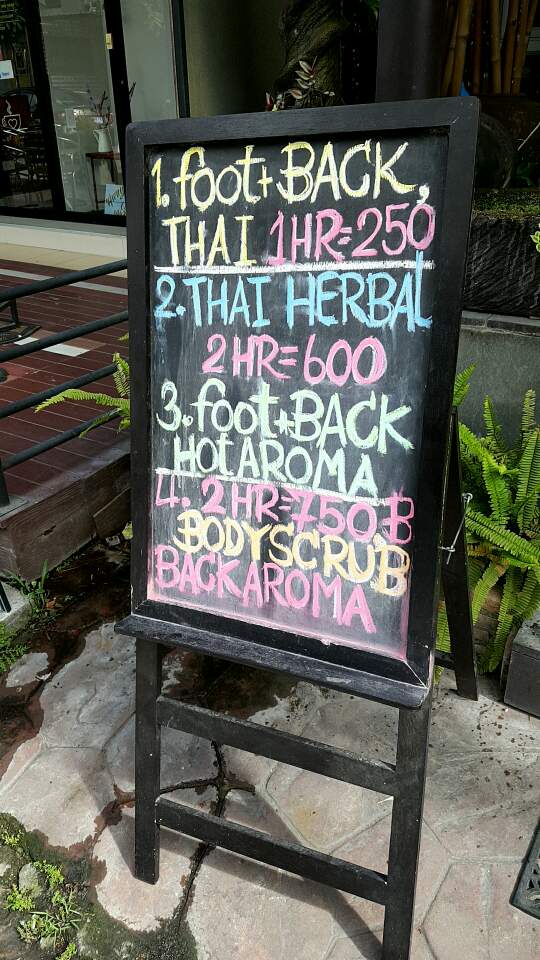 1. foot + BACK,
THAI 1HR=250
2. THAI HERBAL
2HR=600
3. foot * BACK
HOt AROMA
4. 2HR=750.B
BODY SCRUB
BACK AROMA